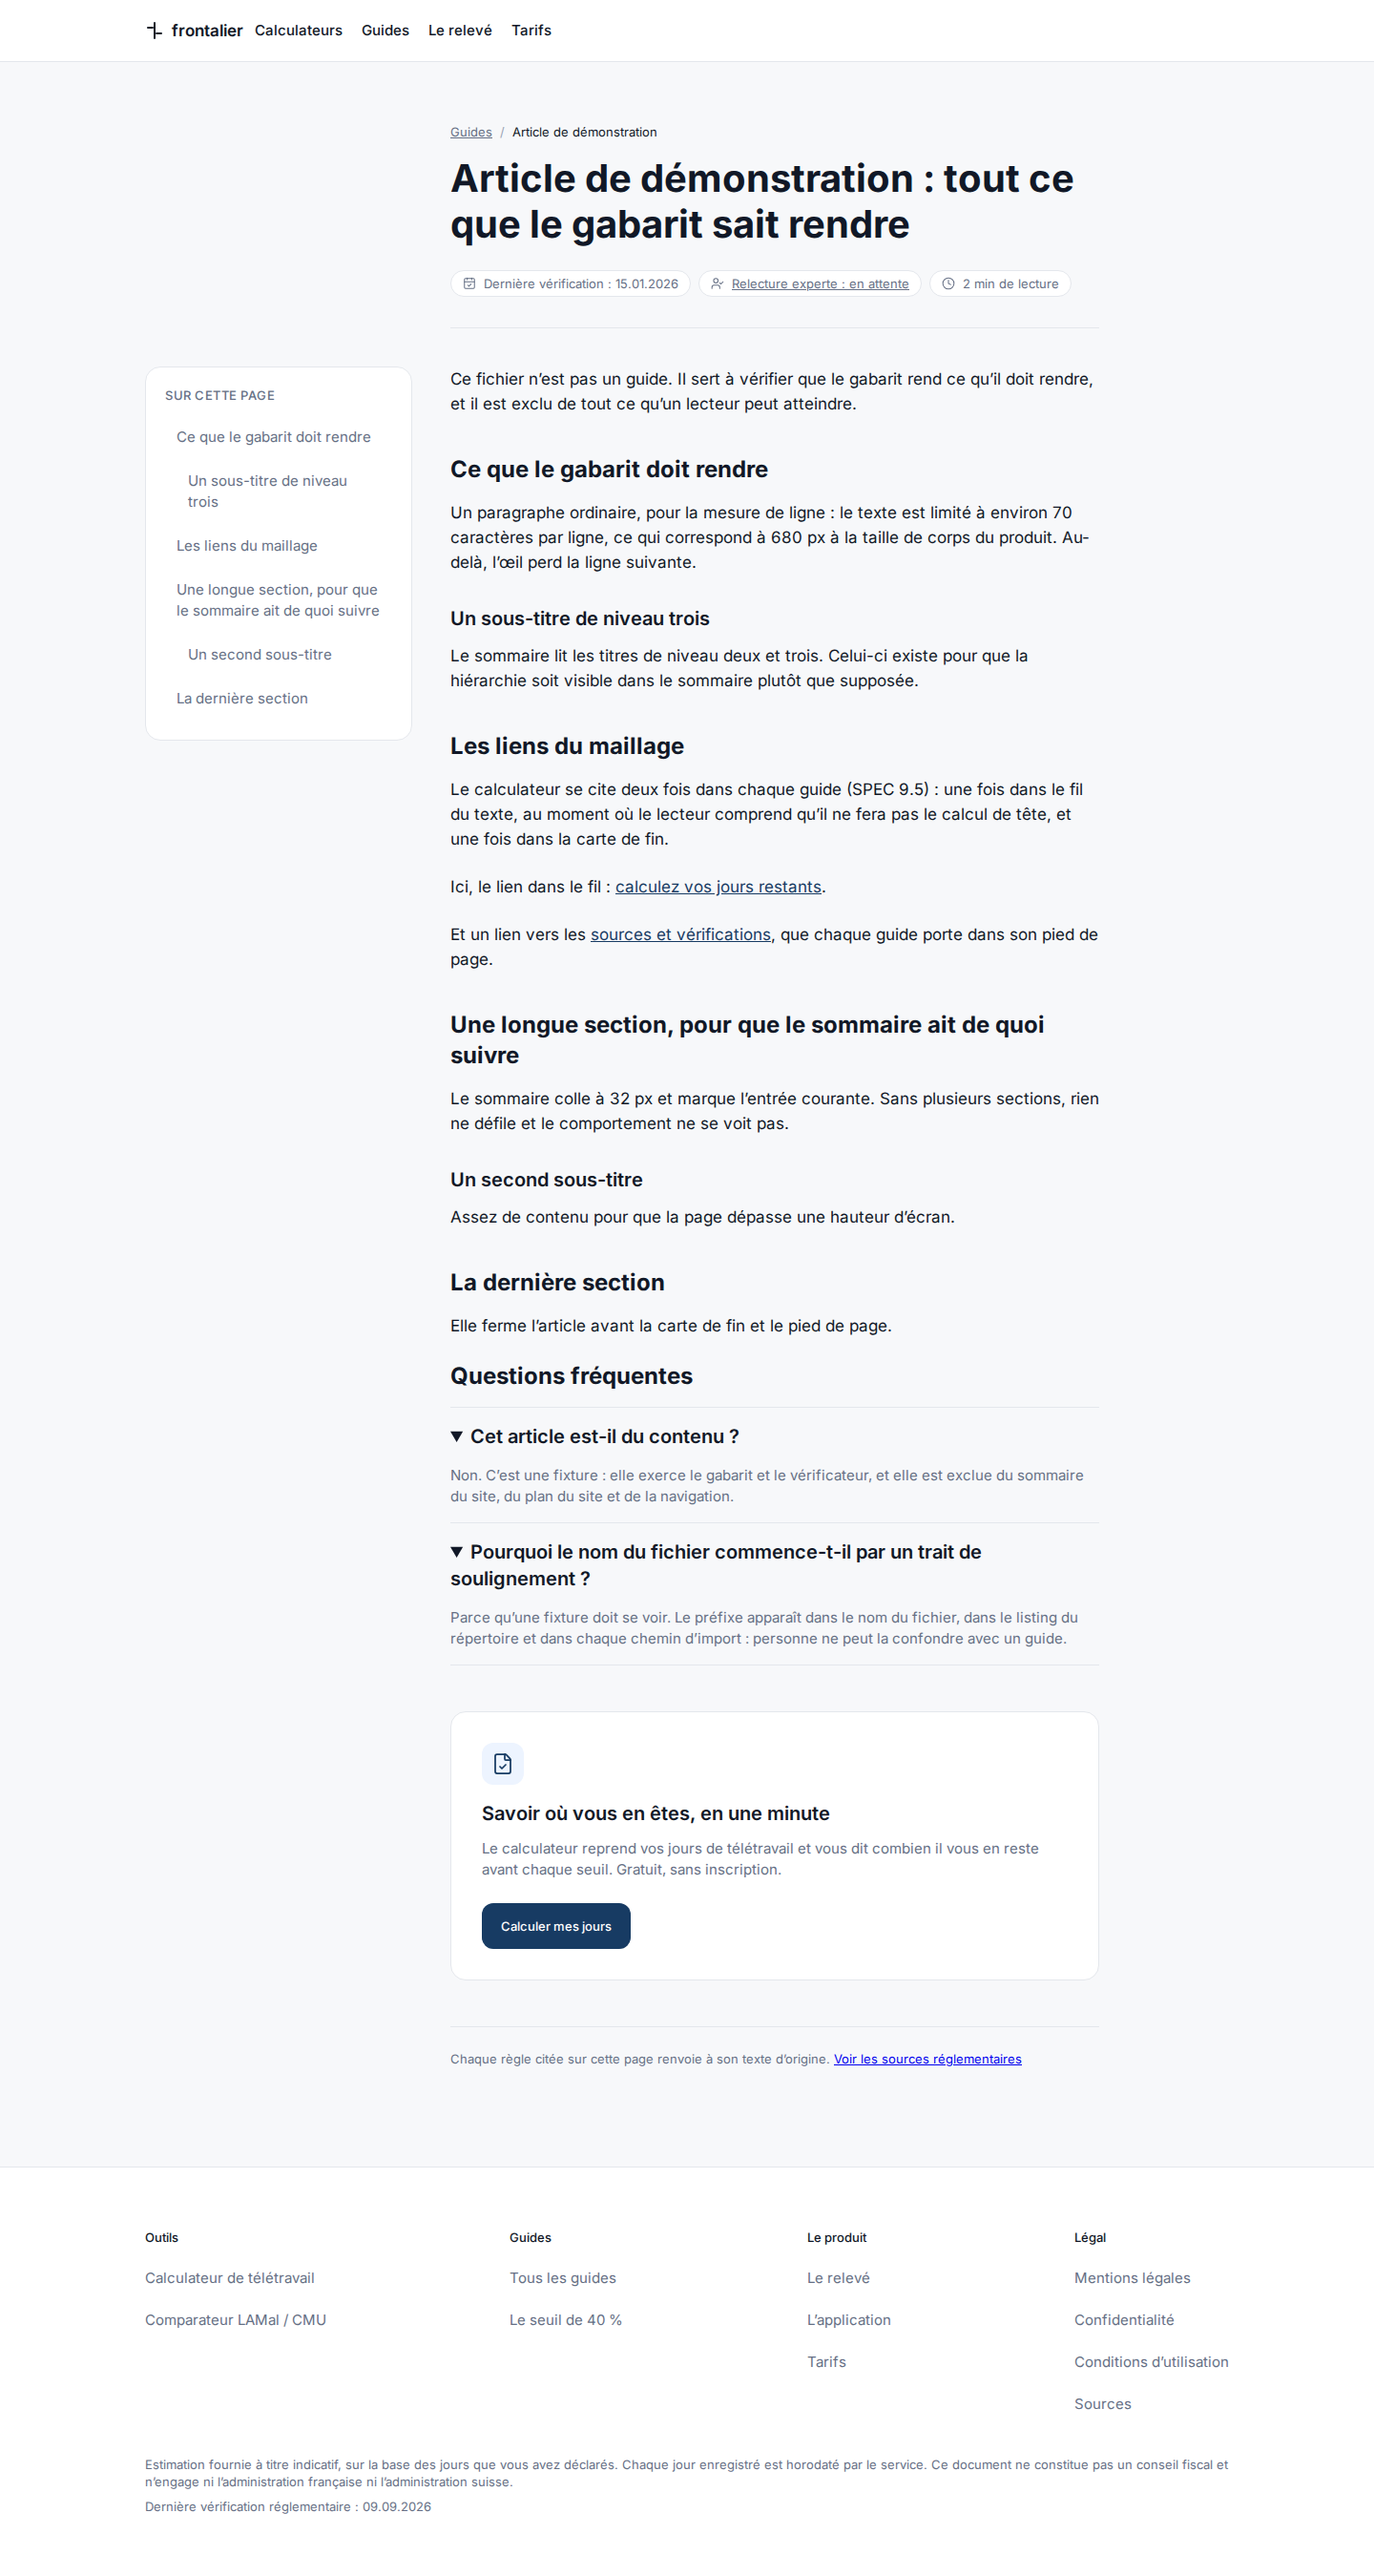 frontalier Calculateurs Guides Le relevé Tarifs
Guides / Article de démonstration
Article de démonstration : tout ce
que le gabarit sait rendre
Dernière vérification : 15.01.2026 Relecture experte : en attente 2 min de lecture
SUR CETTE PAGE
Ce que le gabarit doit rendre
Un sous-titre de niveau
trois
Les liens du maillage
Une longue section, pour que
le sommaire ait de quoi suivre
Un second sous-titre
La dernière section
Ce fichier n’est pas un guide. Il sert à vérifier que le gabarit rend ce qu’il doit rendre,
et il est exclu de tout ce qu’un lecteur peut atteindre.
Ce que le gabarit doit rendre
Un paragraphe ordinaire, pour la mesure de ligne : le texte est limité à environ 70
caractères par ligne, ce qui correspond à 680 px à la taille de corps du produit. Au-
delà, l’œil perd la ligne suivante.
Un sous-titre de niveau trois
Le sommaire lit les titres de niveau deux et trois. Celui-ci existe pour que la
hiérarchie soit visible dans le sommaire plutôt que supposée.
Les liens du maillage
Le calculateur se cite deux fois dans chaque guide (SPEC 9.5) : une fois dans le fil
du texte, au moment où le lecteur comprend qu’il ne fera pas le calcul de tête, et
une fois dans la carte de fin.
Ici, le lien dans le fil : calculez vos jours restants.
Et un lien vers les sources et vérifications, que chaque guide porte dans son pied de
page.
Une longue section, pour que le sommaire ait de quoi
suivre
Le sommaire colle à 32 px et marque l’entrée courante. Sans plusieurs sections, rien
ne défile et le comportement ne se voit pas.
Un second sous-titre
Assez de contenu pour que la page dépasse une hauteur d’écran.
La dernière section
Elle ferme l’article avant la carte de fin et le pied de page.
Questions fréquentes
Cet article est-il du contenu ?
Non. C’est une fixture : elle exerce le gabarit et le vérificateur, et elle est exclue du sommaire
du site, du plan du site et de la navigation.
Pourquoi le nom du fichier commence-t-il par un trait de
soulignement ?
Parce qu’une fixture doit se voir. Le préfixe apparaît dans le nom du fichier, dans le listing du
répertoire et dans chaque chemin d’import : personne ne peut la confondre avec un guide.
Savoir où vous en êtes, en une minute
Le calculateur reprend vos jours de télétravail et vous dit combien il vous en reste
avant chaque seuil. Gratuit, sans inscription.
Calculer mes jours
Chaque règle citée sur cette page renvoie à son texte d’origine. Voir les sources réglementaires
Outils
Calculateur de télétravail
Comparateur LAMal / CMU
Guides
Tous les guides
Le seuil de 40 %
Le produit
Le relevé
L’application
Tarifs
Légal
Mentions légales
Confidentialité
Conditions d’utilisation
Sources
Estimation fournie à titre indicatif, sur la base des jours que vous avez déclarés. Chaque jour enregistré est horodaté par le service. Ce document ne constitue pas un conseil fiscal et
n’engage ni l’administration française ni l’administration suisse.
Dernière vérification réglementaire : 09.09.2026